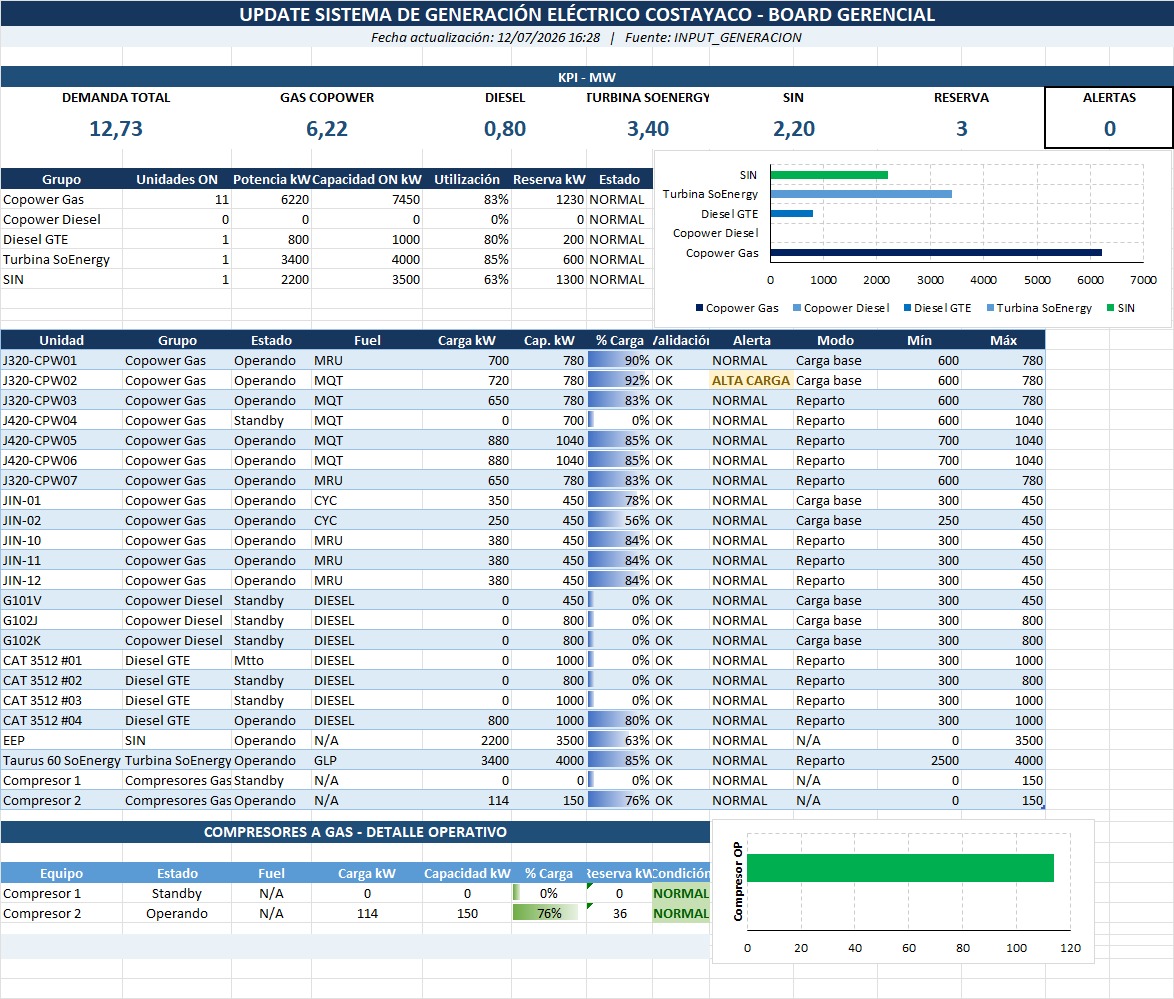 UPDATE SISTEMA DE GENERACIÓN ELÉCTRICO COSTAYACO - BOARD GERENCIAL
Fecha actualización: 12/07/2026 16:28 | Fuente: INPUT_GENERACION
KPI - MW
DEMANDA TOTAL GAS COPOWER DIESEL TURBINA SOENERGY SIN RESERVA ALERTAS
12,73 6,22 0,80 3,40 2,20 3 0
Grupo Unidades ON Potencia kW Capacidad ON kW Utilización Reserva kW Estado
Copower Gas 11 6220 7450 83% 1230 NORMAL
Copower Diesel 0 0 0 0% 0 NORMAL
Diesel GTE 1 800 1000 80% 200 NORMAL
Turbina SoEnergy 1 3400 4000 85% 600 NORMAL
SIN 1 2200 3500 63% 1300 NORMAL
SIN
Turbina SoEnergy
Diesel GTE
Copower Diesel
Copower Gas
0 1000 2000 3000 4000 5000 6000 7000
Copower Gas Copower Diesel Diesel GTE Turbina SoEnergy SIN
Unidad Grupo Estado Fuel Carga kW Cap. kW % Carga Validación Alerta Modo Mín Máx
J320-CPW01 Copower Gas Operando MRU 700 780 90% OK NORMAL Carga base 600 780
J320-CPW02 Copower Gas Operando MQT 720 780 92% OK ALTA CARGA Carga base 600 780
J320-CPW03 Copower Gas Operando MQT 650 780 83% OK NORMAL Reparto 600 780
J420-CPW04 Copower Gas Standby MQT 0 700 0% OK NORMAL Reparto 600 1040
J420-CPW05 Copower Gas Operando MQT 880 1040 85% OK NORMAL Reparto 700 1040
J420-CPW06 Copower Gas Operando MQT 880 1040 85% OK NORMAL Reparto 700 1040
J320-CPW07 Copower Gas Operando MRU 650 780 83% OK NORMAL Reparto 600 780
JIN-01 Copower Gas Operando CYC 350 450 78% OK NORMAL Carga base 300 450
JIN-02 Copower Gas Operando CYC 250 450 56% OK NORMAL Carga base 250 450
JIN-10 Copower Gas Operando MRU 380 450 84% OK NORMAL Reparto 300 450
JIN-11 Copower Gas Operando MRU 380 450 84% OK NORMAL Reparto 300 450
JIN-12 Copower Gas Operando MRU 380 450 84% OK NORMAL Reparto 300 450
G101V Copower Diesel Standby DIESEL 0 450 0% OK NORMAL Carga base 300 450
G102J Copower Diesel Standby DIESEL 0 800 0% OK NORMAL Carga base 300 800
G102K Copower Diesel Standby DIESEL 0 800 0% OK NORMAL Carga base 300 800
CAT 3512 #01 Diesel GTE Mtto DIESEL 0 1000 0% OK NORMAL Reparto 300 1000
CAT 3512 #02 Diesel GTE Standby DIESEL 0 800 0% OK NORMAL Reparto 300 800
CAT 3512 #03 Diesel GTE Standby DIESEL 0 1000 0% OK NORMAL Reparto 300 1000
CAT 3512 #04 Diesel GTE Operando DIESEL 800 1000 80% OK NORMAL Reparto 300 1000
EEP SIN Operando N/A 2200 3500 63% OK NORMAL N/A 0 3500
Taurus 60 SoEnergy Turbina SoEnergy Operando GLP 3400 4000 85% OK NORMAL Reparto 2500 4000
Compresor 1 Compresores Gas Standby N/A 0 0 0% OK NORMAL N/A 0 150
Compresor 2 Compresores Gas Operando N/A 114 150 76% OK NORMAL N/A 0 150
COMPRESORES A GAS - DETALLE OPERATIVO
Equipo Estado Fuel Carga kW Capacidad kW % Carga Reserva kW Condición
Compresor 1 Standby N/A 0 0 0% 0 NORMAL
Compresor 2 Operando N/A 114 150 76% 36 NORMAL
Compresor OP
0 20 40 60 80 100 120